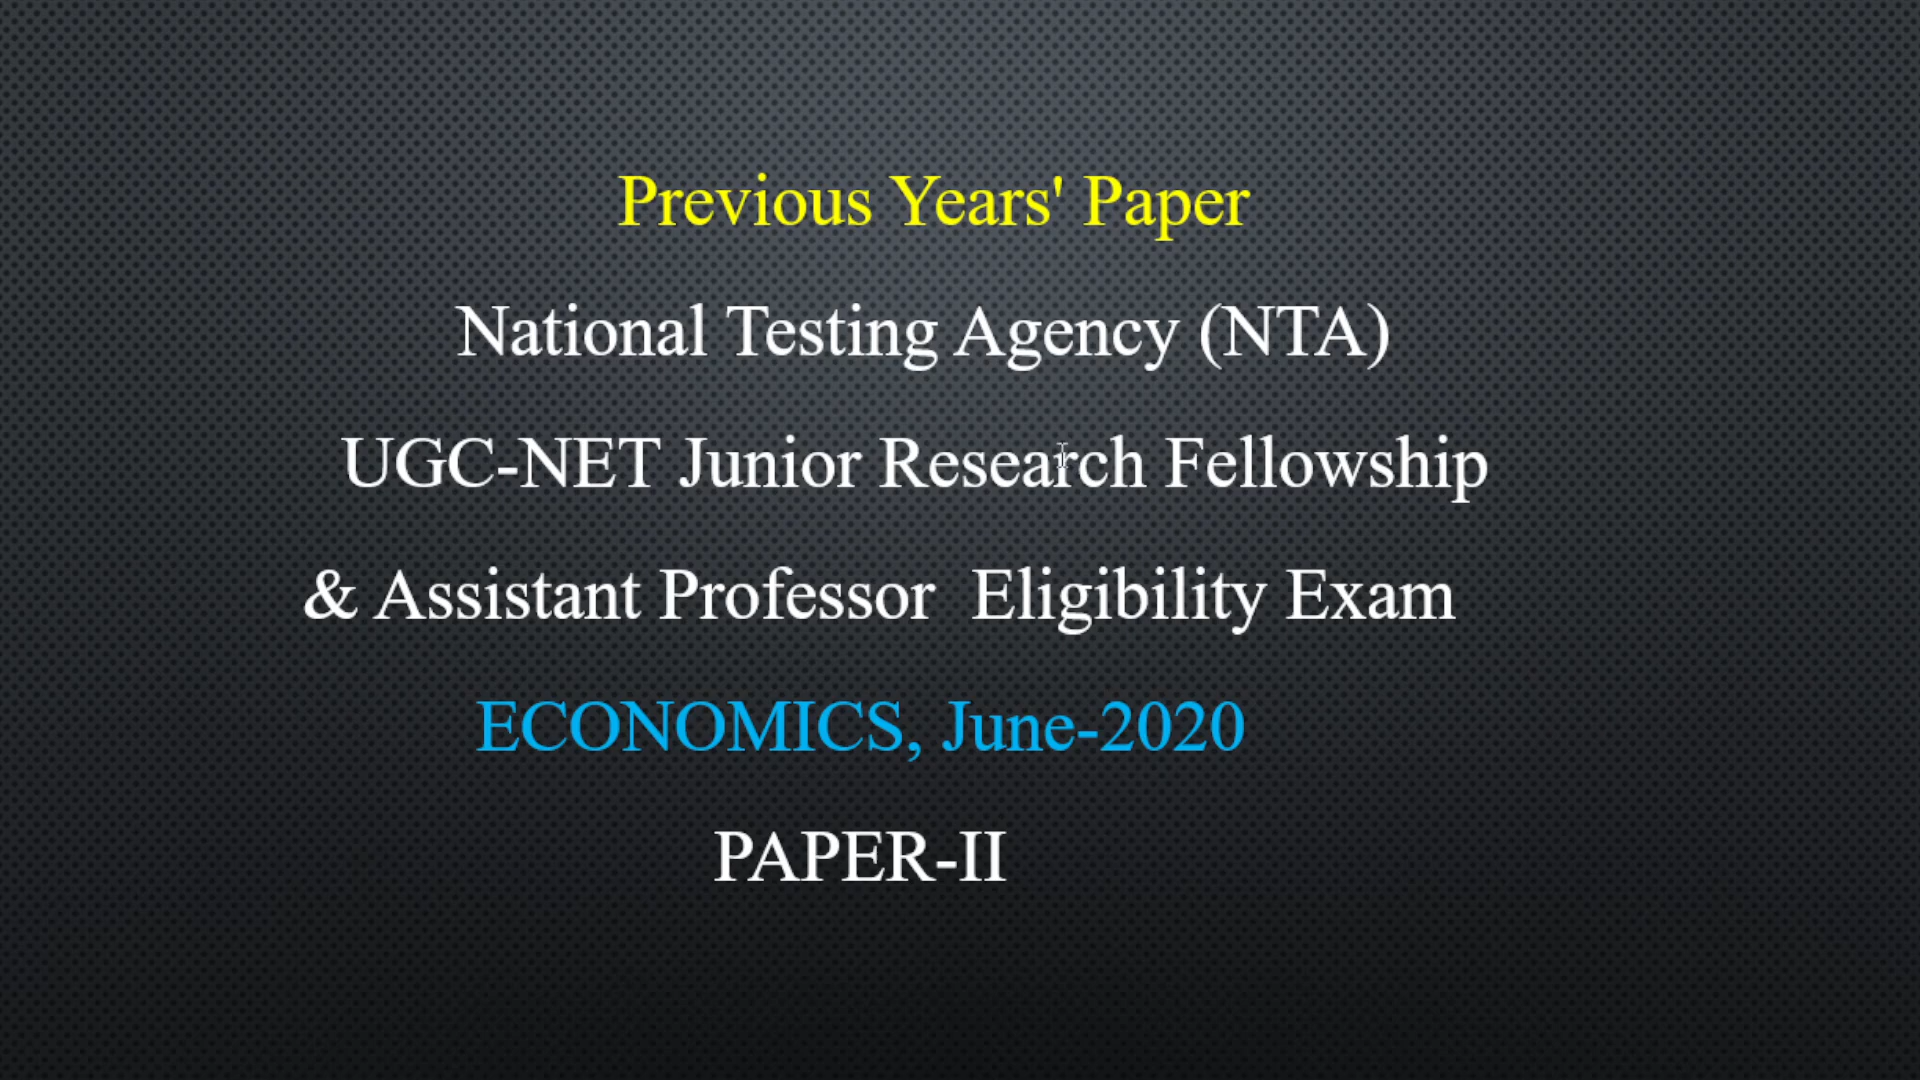 Previous Years' Paper
National Testing Agency (NTA)
UGC-NET Junior Research Fellowship
& Assistant Professor  Eligibility Exam
ECONOMICS, June-2020
PAPER-II